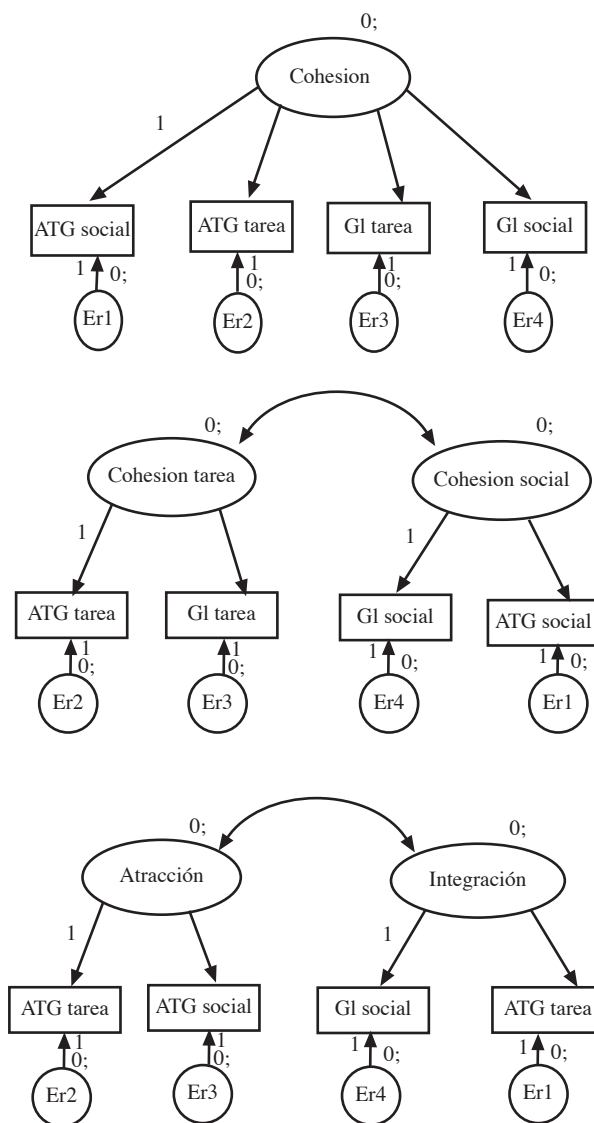 0;
Cohesion
1
ATG social ATG tarea Gl tarea Gl social
1 0; 1 0; 1 0; 1 0;
Er1 Er2 Er3 Er4
0; 0;
Cohesion tarea Cohesion social
1 1
ATG tarea Gl tarea Gl social ATG social
1 0; 1 0; 1 0; 1 0;
Er2 Er3 Er4 Er1
0; 0;
Atracción Integración
1 1
ATG tarea ATG social Gl social ATG tarea
1 0; 1 0; 1 0; 1 0;
Er2 Er3 Er4 Er1